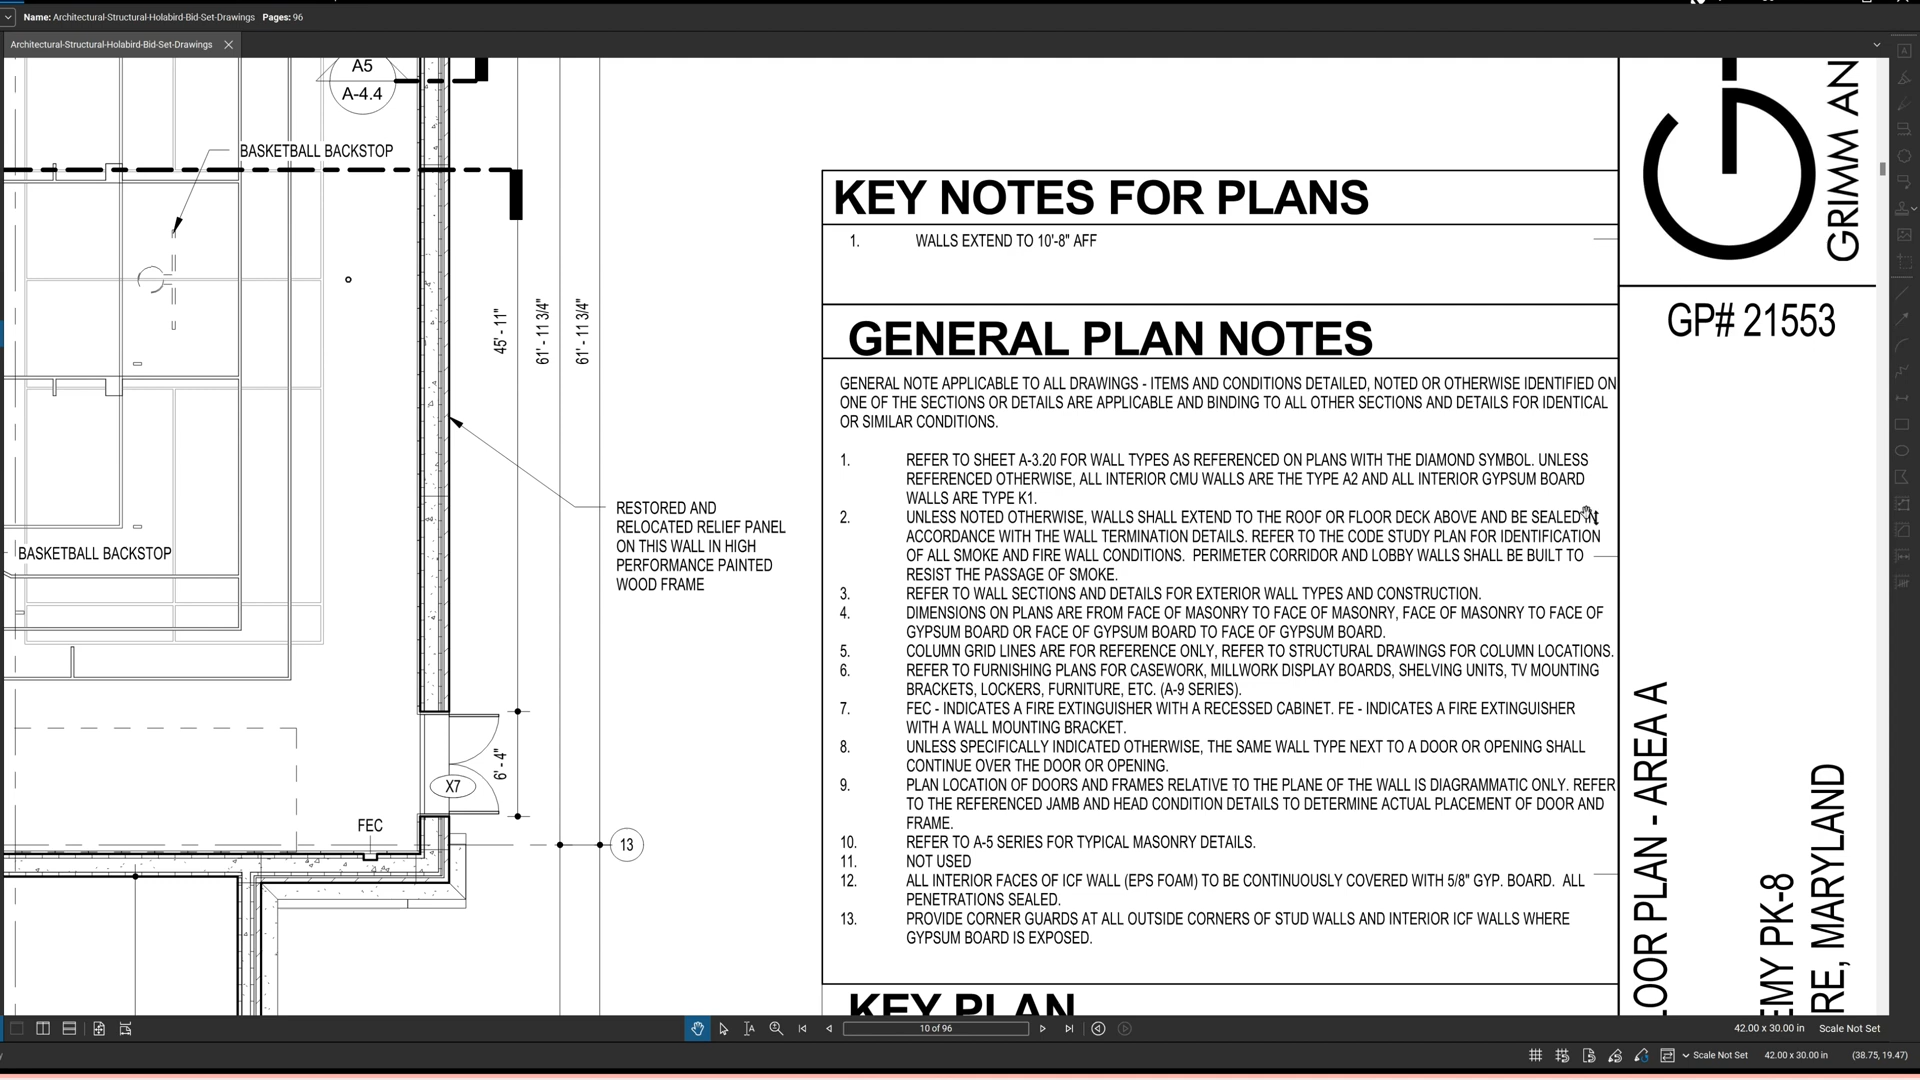 Name: Architectural-Structural-Holabird-Bid-Set-Drawings Pages: 96
Architectural-Structural-Holabird-Bid-Set-Drawings
A5
A-4.4
BASKETBALL BACKSTOP
BASKETBALL BACKSTOP
45' - 11"
61' - 11 3/4"
61' - 11 3/4"
RESTORED AND
RELOCATED RELIEF PANEL
ON THIS WALL IN HIGH
PERFORMANCE PAINTED
WOOD FRAME
6' - 4"
X7
FEC
13
KEY NOTES FOR PLANS
1. WALLS EXTEND TO 10'-8" AFF
GENERAL PLAN NOTES
GENERAL NOTE APPLICABLE TO ALL DRAWINGS - ITEMS AND CONDITIONS DETAILED, NOTED OR OTHERWISE IDENTIFIED ON
ONE OF THE SECTIONS OR DETAILS ARE APPLICABLE AND BINDING TO ALL OTHER SECTIONS AND DETAILS FOR IDENTICAL
OR SIMILAR CONDITIONS.
1. REFER TO SHEET A-3.20 FOR WALL TYPES AS REFERENCED ON PLANS WITH THE DIAMOND SYMBOL. UNLESS
REFERENCED OTHERWISE, ALL INTERIOR CMU WALLS ARE THE TYPE A2 AND ALL INTERIOR GYPSUM BOARD
WALLS ARE TYPE K1.
2. UNLESS NOTED OTHERWISE, WALLS SHALL EXTEND TO THE ROOF OR FLOOR DECK ABOVE AND BE SEALED IN
ACCORDANCE WITH THE WALL TERMINATION DETAILS. REFER TO THE CODE STUDY PLAN FOR IDENTIFICATION
OF ALL SMOKE AND FIRE WALL CONDITIONS. PERIMETER CORRIDOR AND LOBBY WALLS SHALL BE BUILT TO
RESIST THE PASSAGE OF SMOKE.
3. REFER TO WALL SECTIONS AND DETAILS FOR EXTERIOR WALL TYPES AND CONSTRUCTION.
4. DIMENSIONS ON PLANS ARE FROM FACE OF MASONRY TO FACE OF MASONRY, FACE OF MASONRY TO FACE OF
GYPSUM BOARD OR FACE OF GYPSUM BOARD TO FACE OF GYPSUM BOARD.
5. COLUMN GRID LINES ARE FOR REFERENCE ONLY, REFER TO STRUCTURAL DRAWINGS FOR COLUMN LOCATIONS.
6. REFER TO FURNISHING PLANS FOR CASEWORK, MILLWORK DISPLAY BOARDS, SHELVING UNITS, TV MOUNTING
BRACKETS, LOCKERS, FURNITURE, ETC. (A-9 SERIES).
7. FEC - INDICATES A FIRE EXTINGUISHER WITH A RECESSED CABINET. FE - INDICATES A FIRE EXTINGUISHER
WITH A WALL MOUNTING BRACKET.
8. UNLESS SPECIFICALLY INDICATED OTHERWISE, THE SAME WALL TYPE NEXT TO A DOOR OR OPENING SHALL
CONTINUE OVER THE DOOR OR OPENING.
9. PLAN LOCATION OF DOORS AND FRAMES RELATIVE TO THE PLANE OF THE WALL IS DIAGRAMMATIC ONLY. REFER
TO THE REFERENCED JAMB AND HEAD CONDITION DETAILS TO DETERMINE ACTUAL PLACEMENT OF DOOR AND
FRAME.
10. REFER TO A-5 SERIES FOR TYPICAL MASONRY DETAILS.
11. NOT USED
12. ALL INTERIOR FACES OF ICF WALL (EPS FOAM) TO BE CONTINUOUSLY COVERED WITH 5/8" GYP. BOARD. ALL
PENETRATIONS SEALED.
13. PROVIDE CORNER GUARDS AT ALL OUTSIDE CORNERS OF STUD WALLS AND INTERIOR ICF WALLS WHERE
GYPSUM BOARD IS EXPOSED.
KEY PLAN
GRIMM AN
GP# 21553
LOOR PLAN - AREA A
EMY PK-8
RE, MARYLAND
10 of 96
42.00 x 30.00 in Scale Not Set
Scale Not Set 42.00 x 30.00 in (38.75, 19.47)